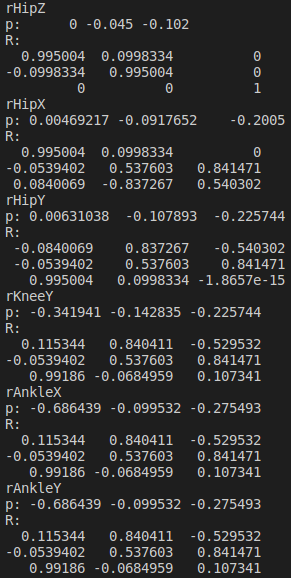 rHipZ
p:      0 -0.045 -0.102
R:
  0.995004  0.0998334          0
-0.0998334   0.995004          0
         0          0          1
rHipX
p: 0.00469217 -0.0917652    -0.2005
R:
  0.995004  0.0998334          0
-0.0539402   0.537603   0.841471
 0.0840069  -0.837267   0.540302
rHipY
p: 0.00631038  -0.107893  -0.225744
R:
 -0.0840069    0.837267   -0.540302
 -0.0539402    0.537603    0.841471
   0.995004   0.0998334 -1.8657e-15
rKneeY
p: -0.341941 -0.142835 -0.225744
R:
  0.115344   0.840411  -0.529532
-0.0539402   0.537603   0.841471
   0.99186 -0.0684959   0.107341
rAnkleX
p: -0.686439 -0.099532 -0.275493
R:
  0.115344   0.840411  -0.529532
-0.0539402   0.537603   0.841471
   0.99186 -0.0684959   0.107341
rAnkleY
p: -0.686439 -0.099532 -0.275493
R:
  0.115344   0.840411  -0.529532
-0.0539402   0.537603   0.841471
   0.99186 -0.0684959   0.107341